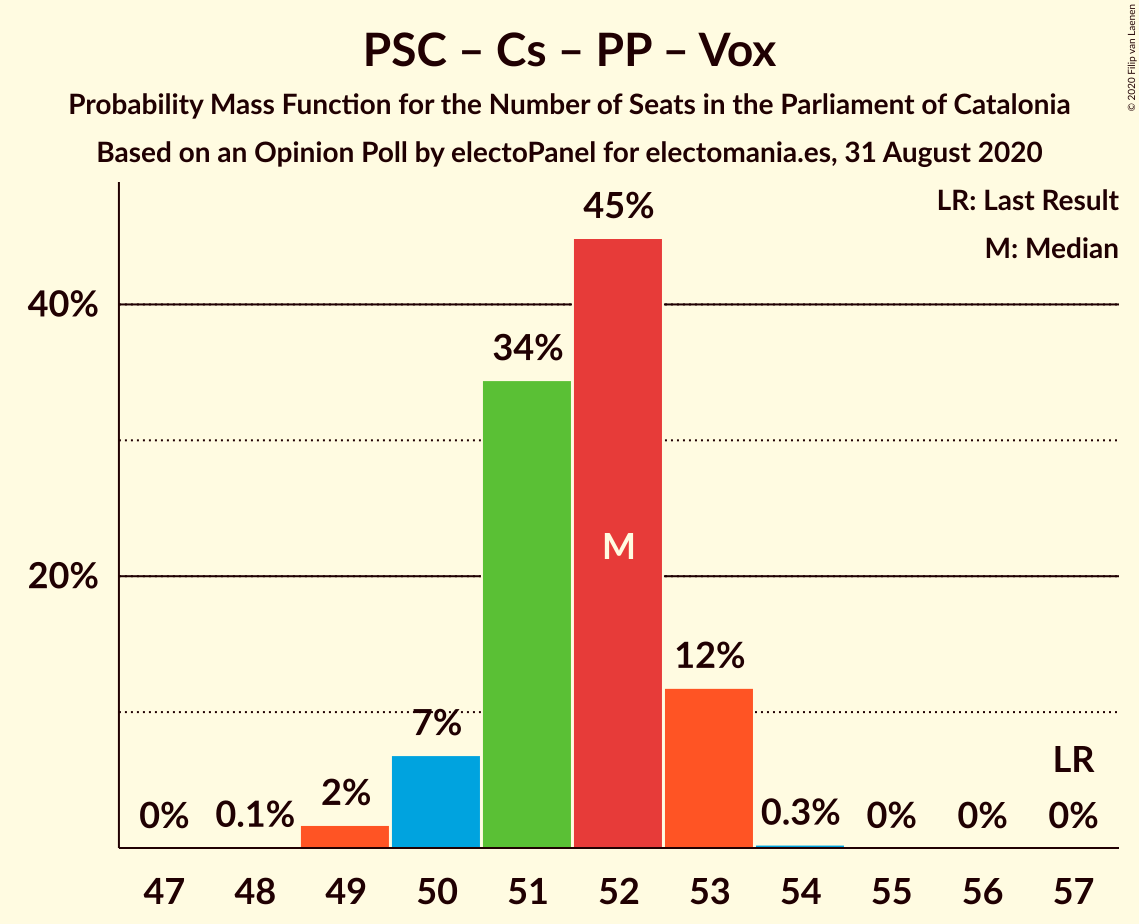 PSC – Cs – PP – Vox
Probability Mass Function for the Number of Seats in the Parliament of Catalonia
Based on an Opinion Poll by electoPanel for electomania.es, 31 August 2020
© 2020 Filip van Laenen
LR: Last Result
M: Median
40%
20%
0%
0.1%
2%
7%
34%
45%
M
12%
0.3%
0%
0%
LR
0%
47 48 49 50 51 52 53 54 55 56 57